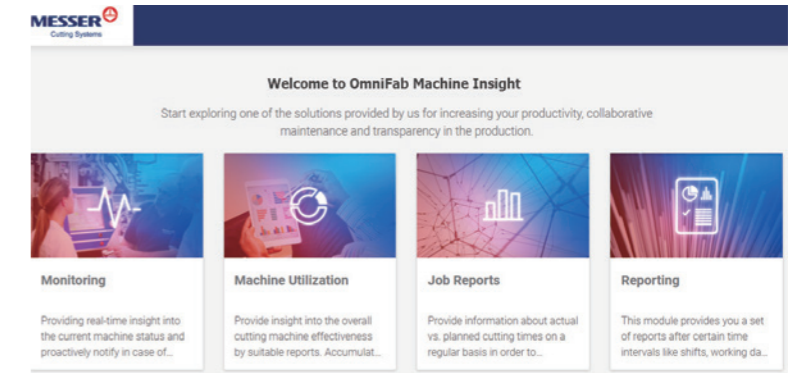 MESSER
Cutting Systems
Welcome to OmniFab Machine Insight
Start exploring one of the solutions provided by us for increasing your productivity, collaborative
maintenance and transparency in the production.
Monitoring
Providing real-time insight into
the current machine status and
proactively notify in case of...
Machine Utilization
Provide insight into the overall
cutting machine effectiveness
by suitable reports. Accumulat...
Job Reports
Provide information about actual
vs. planned cutting times on a
regular basis in order to...
Reporting
This module provides you a set
of reports after certain time
intervals like shifts, working da...